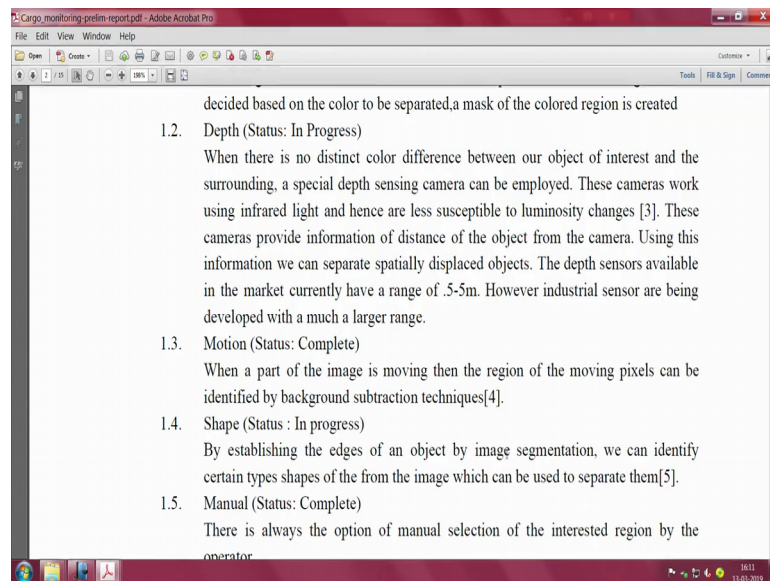 Cargo_monitoring-prelim-report.pdf - Adobe Acrobat Pro
File Edit View Window Help
Open Create Customize
2 / 15 198% Tools Fill & Sign Commen
decided based on the color to be separated,a mask of the colored region is created
1.2. Depth (Status: In Progress)
When there is no distinct color difference between our object of interest and the
surrounding, a special depth sensing camera can be employed. These cameras work
using infrared light and hence are less susceptible to luminosity changes [3]. These
cameras provide information of distance of the object from the camera. Using this
information we can separate spatially displaced objects. The depth sensors available
in the market currently have a range of .5-5m. However industrial sensor are being
developed with a much a larger range.
1.3. Motion (Status: Complete)
When a part of the image is moving then the region of the moving pixels can be
identified by background subtraction techniques[4].
1.4. Shape (Status : In progress)
By establishing the edges of an object by image segmentation, we can identify
certain types shapes of the from the image which can be used to separate them[5].
1.5. Manual (Status: Complete)
There is always the option of manual selection of the interested region by the
operator
16:11
13-03-2019